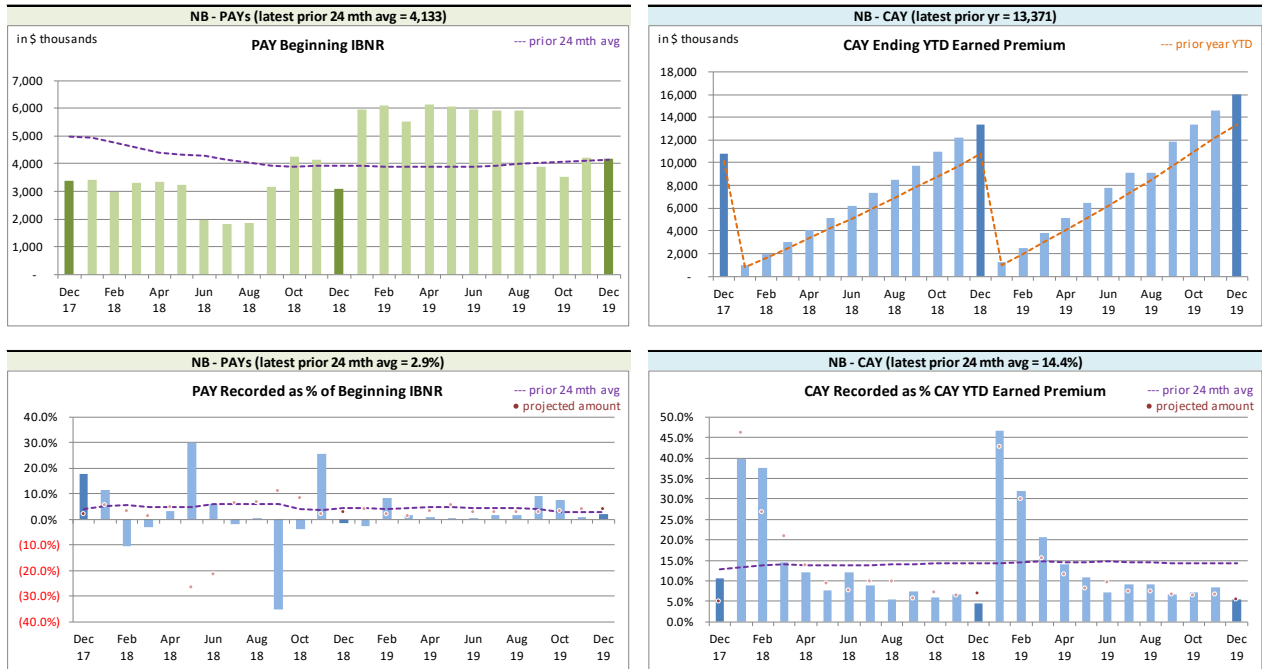 NB - PAYs (latest prior 24 mth avg = 4,133)
in $ thousands
PAY Beginning IBNR
--- prior 24 mth avg
7,000
6,000
5,000
4,000
3,000
2,000
1,000
-
Dec Feb Apr Jun Aug Oct Dec Feb Apr Jun Aug Oct Dec
17 18 18 18 18 18 18 19 19 19 19 19 19
NB - CAY (latest prior yr = 13,371)
in $ thousands
CAY Ending YTD Earned Premium
--- prior year YTD
18,000
16,000
14,000
12,000
10,000
8,000
6,000
4,000
2,000
-
Dec Feb Apr Jun Aug Oct Dec Feb Apr Jun Aug Oct Dec
17 18 18 18 18 18 18 19 19 19 19 19 19
NB - PAYs (latest prior 24 mth avg = 2.9%)
PAY Recorded as % of Beginning IBNR
--- prior 24 mth avg
• projected amount
40.0%
30.0%
20.0%
10.0%
0.0%
(10.0%)
(20.0%)
(30.0%)
(40.0%)
Dec Feb Apr Jun Aug Oct Dec Feb Apr Jun Aug Oct Dec
17 18 18 18 18 18 18 19 19 19 19 19 19
NB - CAY (latest prior 24 mth avg = 14.4%)
CAY Recorded as % CAY YTD Earned Premium
--- prior 24 mth avg
• projected amount
50.0%
45.0%
40.0%
35.0%
30.0%
25.0%
20.0%
15.0%
10.0%
5.0%
0.0%
Dec Feb Apr Jun Aug Oct Dec Feb Apr Jun Aug Oct Dec
17 18 18 18 18 18 18 19 19 19 19 19 19